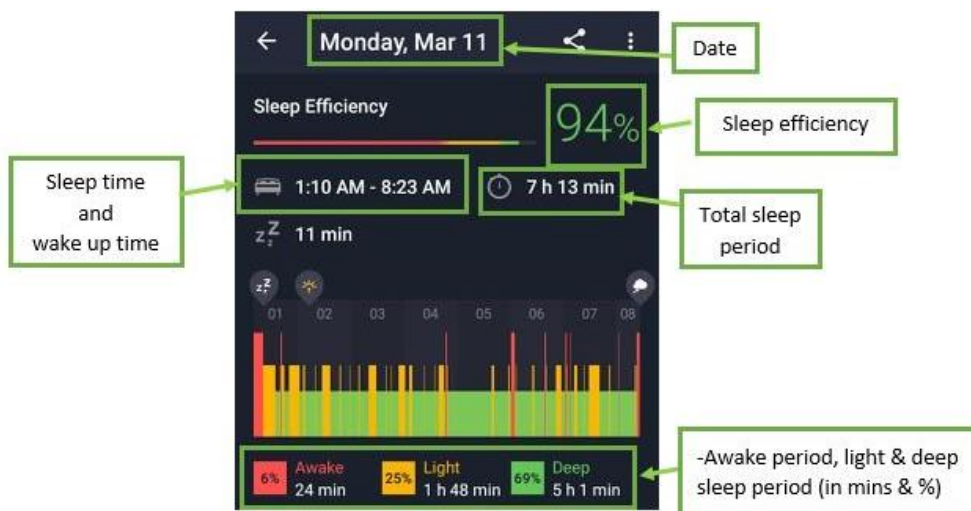 Monday, Mar 11
Date
Sleep Efficiency
94%
Sleep efficiency
Sleep time
and
wake up time
1:10 AM - 8:23 AM
7 h 13 min
Total sleep
period
zzZ 11 min
zzZ
01 02 03 04 05 06 07 08
6% Awake
24 min
25% Light
1 h 48 min
69% Deep
5 h 1 min
-Awake period, light & deep
sleep period (in mins & %)